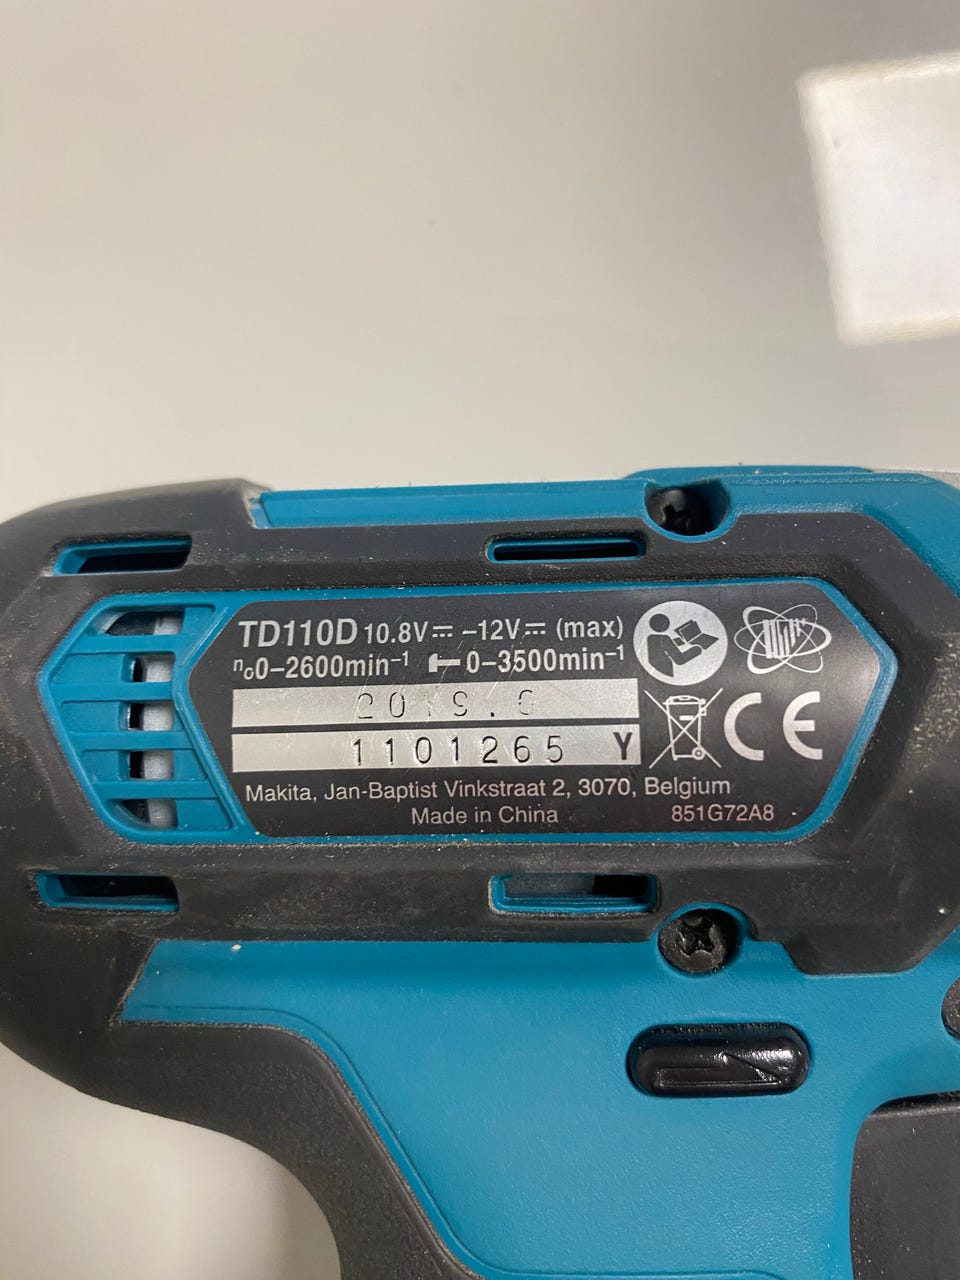 TD110D 10.8V⎓ –12V⎓ (max)
n₀0–2600min⁻¹ 0–3500min⁻¹
1101265 Y
CE
Makita, Jan-Baptist Vinkstraat 2, 3070, Belgium
Made in China 851G72A8